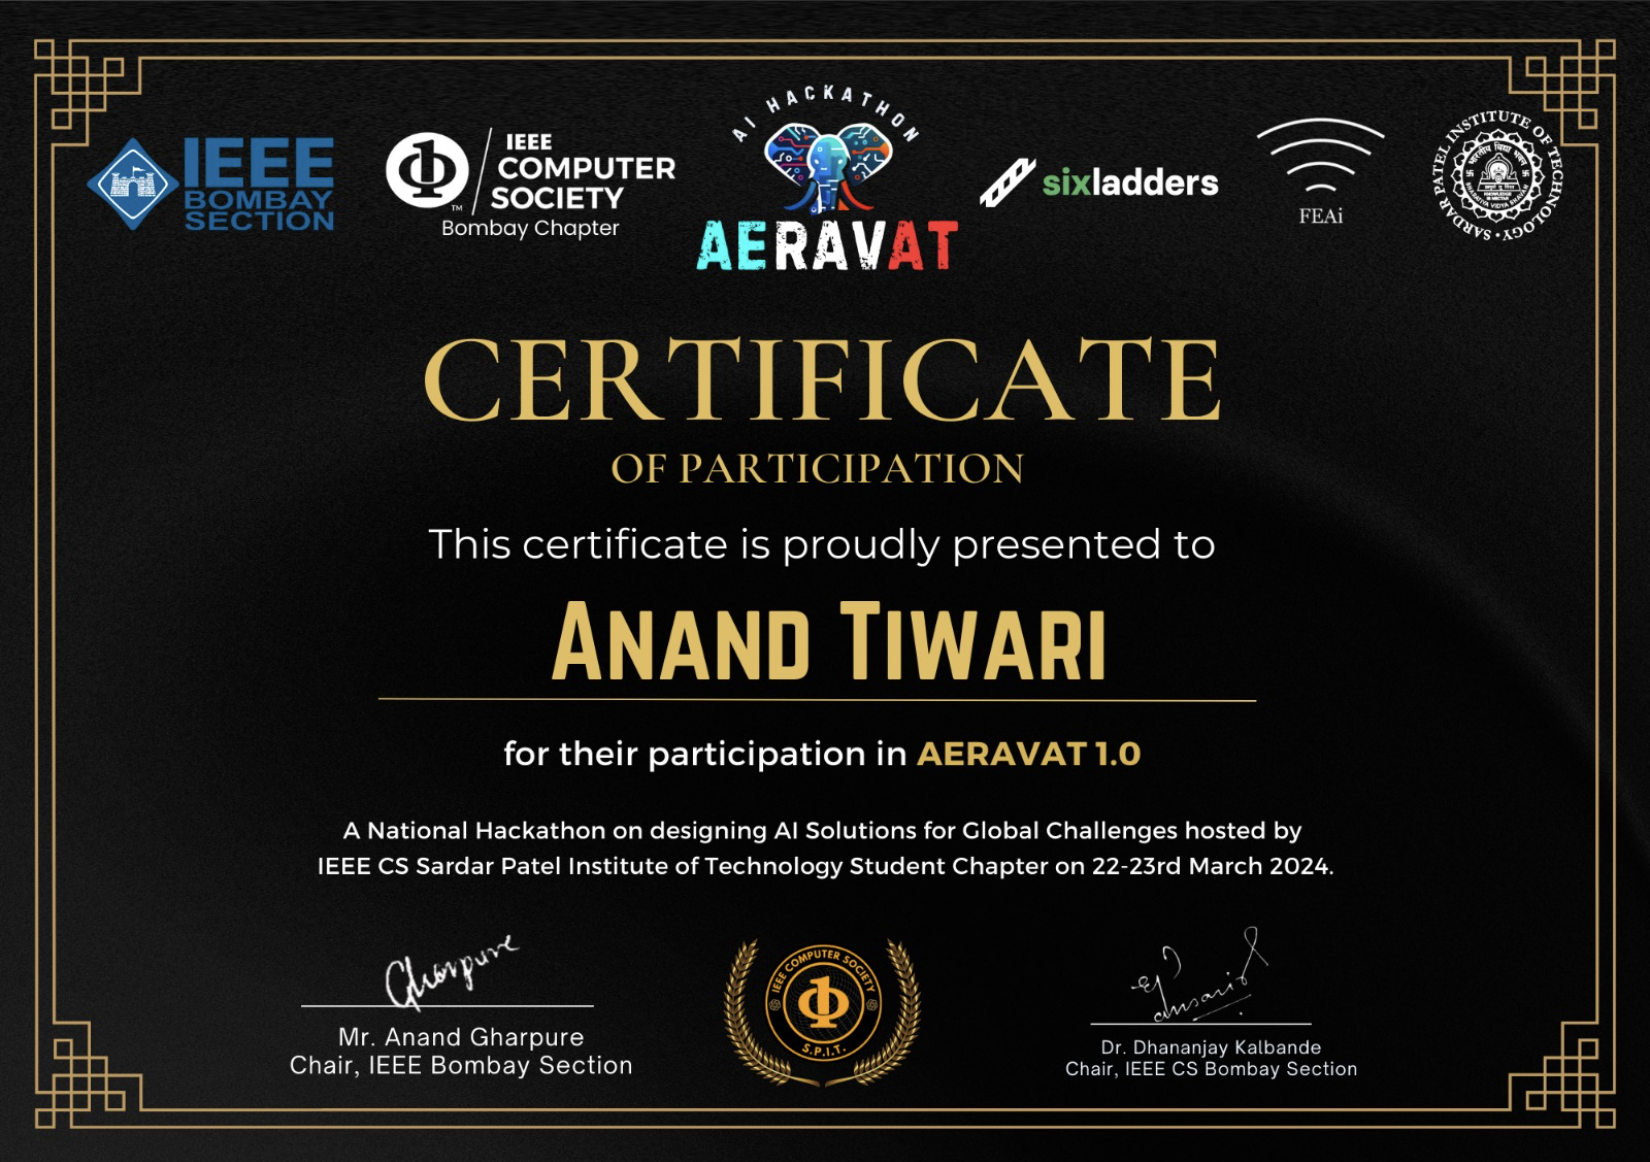 IEEE
BOMBAY
SECTION
IEEE
COMPUTER
SOCIETY
TM
Bombay Chapter
AI HACKATHON
AERAVAT
sixladders
FEAi
SARDAR PATEL INSTITUTE OF TECHNOLOGY
CERTIFICATE
OF PARTICIPATION
This certificate is proudly presented to
ANAND TIWARI
for their participation in AERAVAT 1.0
A National Hackathon on designing AI Solutions for Global Challenges hosted by
IEEE CS Sardar Patel Institute of Technology Student Chapter on 22-23rd March 2024.
Gharpure
Mr. Anand Gharpure
Chair, IEEE Bombay Section
IEEE COMPUTER SOCIETY
S.P.I.T.
Dr. Dhananjay Kalbande
Chair, IEEE CS Bombay Section